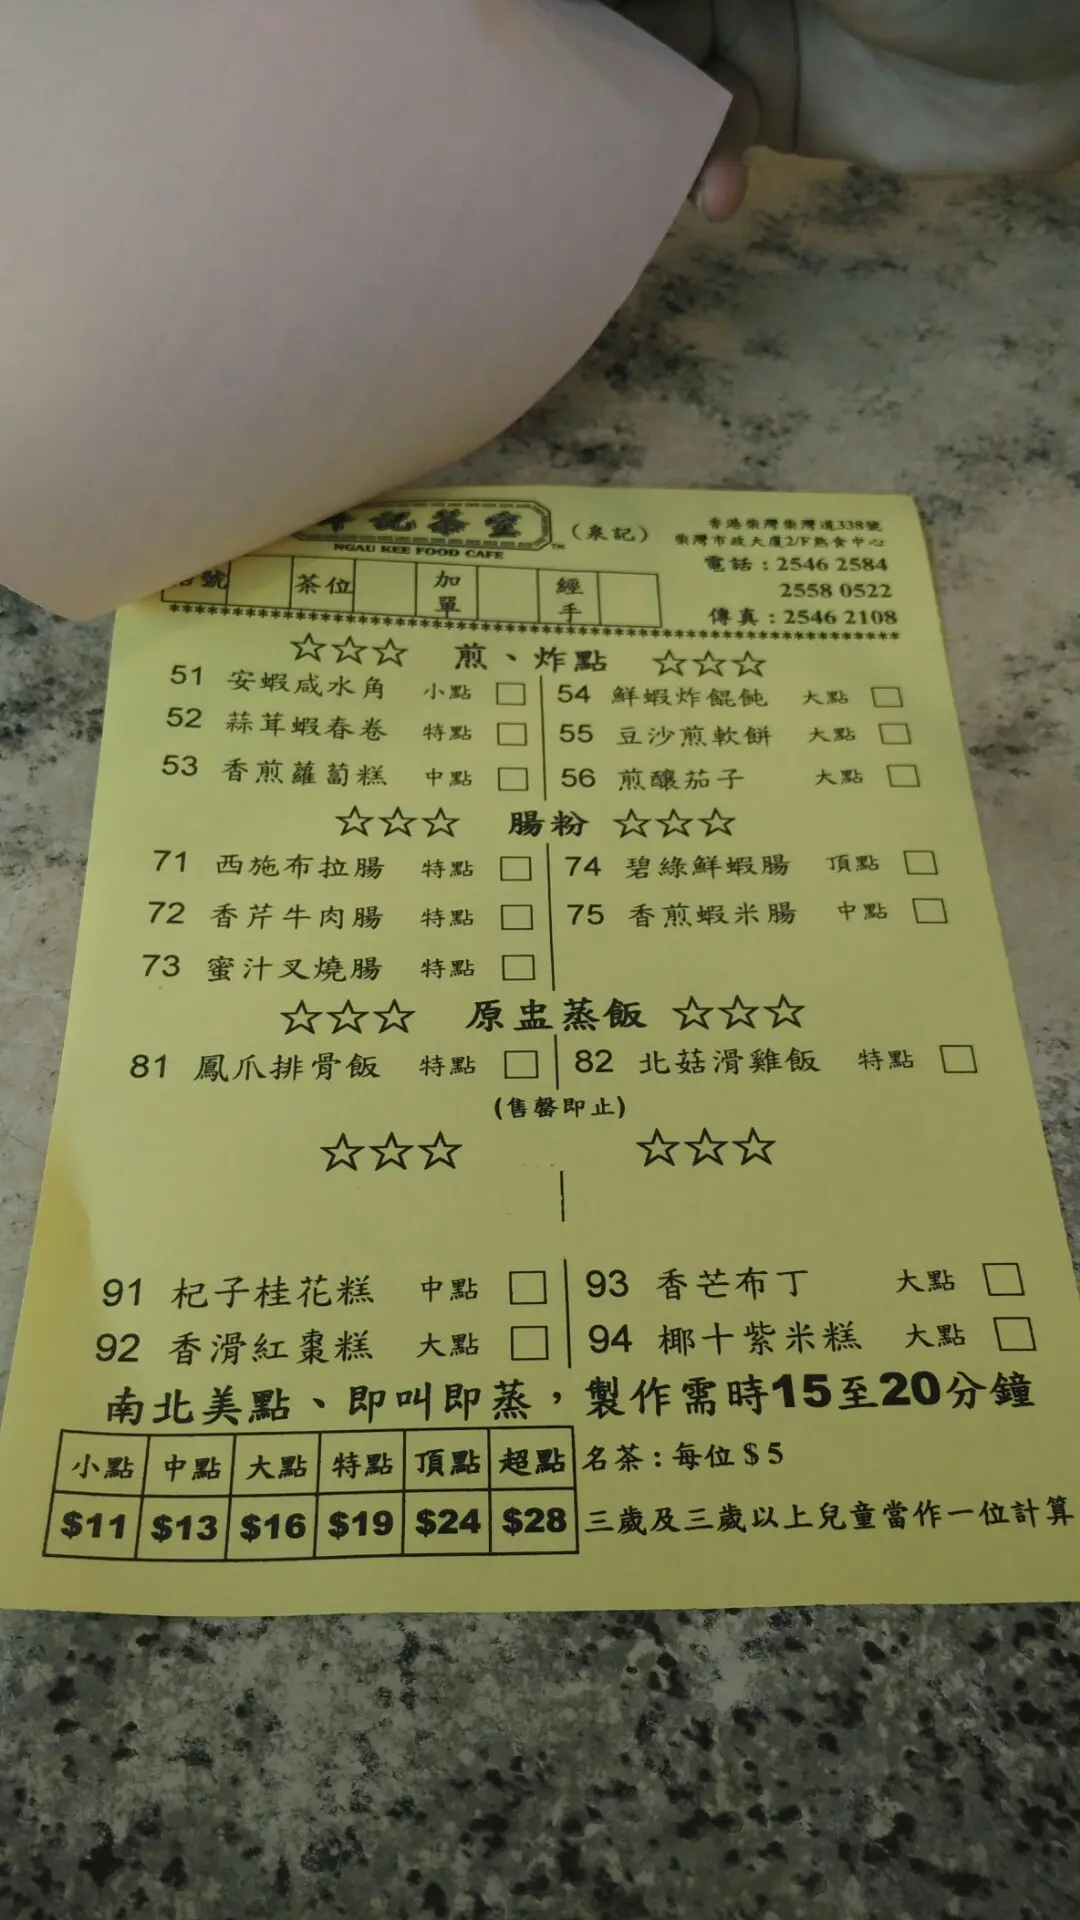 記茶室 (泉記)
NGAU KEE FOOD CAFE™
香港柴灣柴灣道338號
柴灣市政大廈2/F熟食中心
電話：2546 2584
2558 0522
傳真：2546 2108
號 茶位 加單 經手
************************************************
☆☆☆ 煎、炸點 ☆☆☆
51 安蝦咸水角 小點 □ 54 鮮蝦炸餛飩 大點 □
52 蒜茸蝦春卷 特點 □ 55 豆沙煎軟餅 大點 □
53 香煎蘿蔔糕 中點 □ 56 煎釀茄子 大點 □
☆☆☆ 腸粉 ☆☆☆
71 西施布拉腸 特點 □ 74 碧綠鮮蝦腸 頂點 □
72 香芹牛肉腸 特點 □ 75 香煎蝦米腸 中點 □
73 蜜汁叉燒腸 特點 □
☆☆☆ 原盅蒸飯 ☆☆☆
81 鳳爪排骨飯 特點 □ 82 北菇滑雞飯 特點 □
(售罄即止)
☆☆☆ ☆☆☆
91 杞子桂花糕 中點 □ 93 香芒布丁 大點 □
92 香滑紅棗糕 大點 □ 94 椰十紫米糕 大點 □
南北美點、即叫即蒸，製作需時15至20分鐘
小點 中點 大點 特點 頂點 超點 名茶：每位$5
$11 $13 $16 $19 $24 $28 三歲及三歲以上兒童當作一位計算